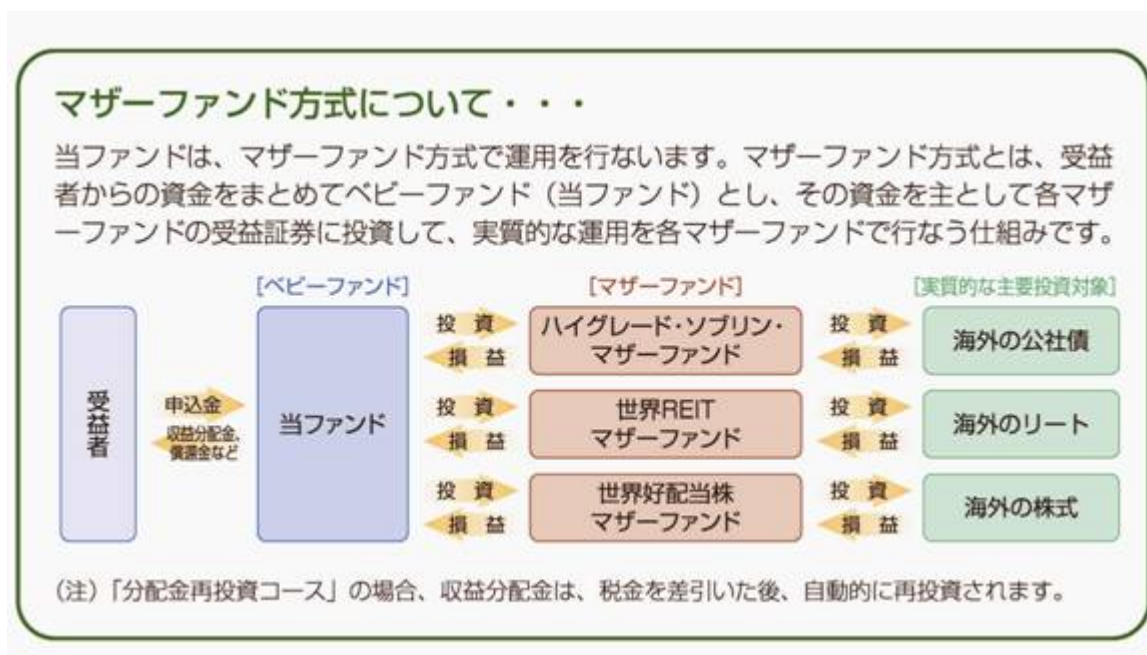 マザーファンド方式について・・・
当ファンドは、マザーファンド方式で運用を行ないます。マザーファンド方式とは、受益
者からの資金をまとめてベビーファンド（当ファンド）とし、その資金を主として各マザ
ーファンドの受益証券に投資して、実質的な運用を各マザーファンドで行なう仕組みです。
[ベビーファンド]
[マザーファンド]
[実質的な主要投資対象]
受益者
申込金
収益分配金、
償還金など
当ファンド
投 資
損 益
ハイグレード・ソブリン・
マザーファンド
投 資
損 益
海外の公社債
投 資
損 益
世界REIT
マザーファンド
投 資
損 益
海外のリート
投 資
損 益
世界好配当株
マザーファンド
投 資
損 益
海外の株式
（注）「分配金再投資コース」の場合、収益分配金は、税金を差引いた後、自動的に再投資されます。